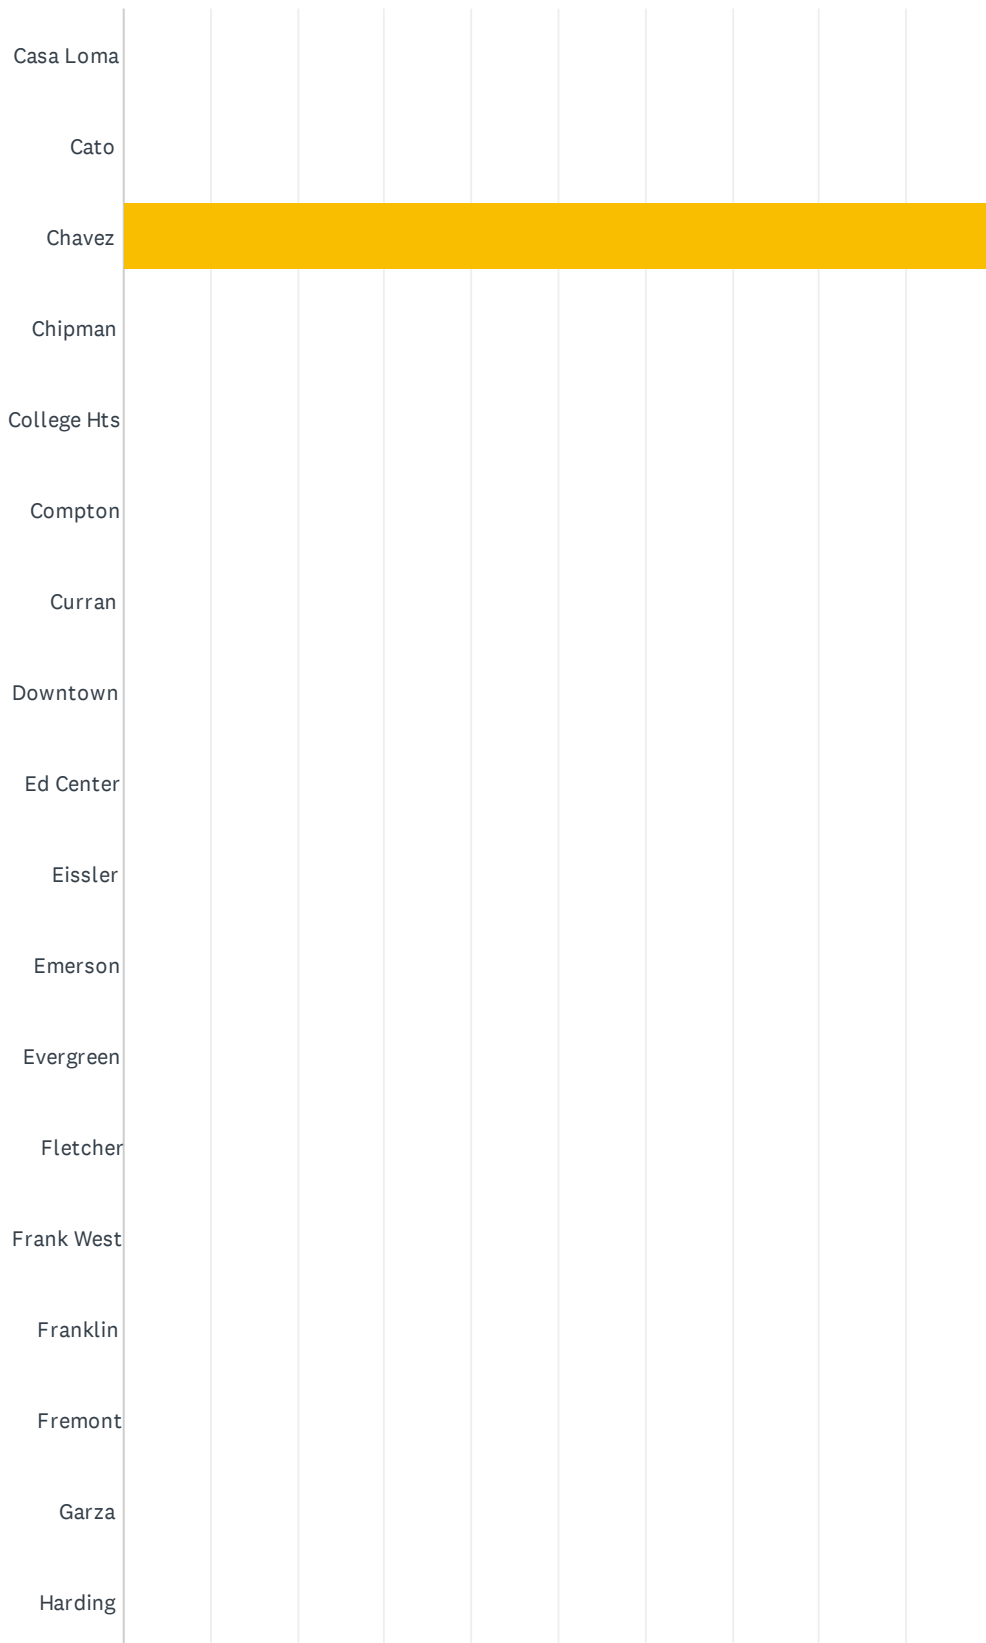 Casa Loma
Cato
Chavez
Chipman
College Hts
Compton
Curran
Downtown
Ed Center
Eissler
Emerson
Evergreen
Fletcher
Frank West
Franklin
Fremont
Garza
Harding